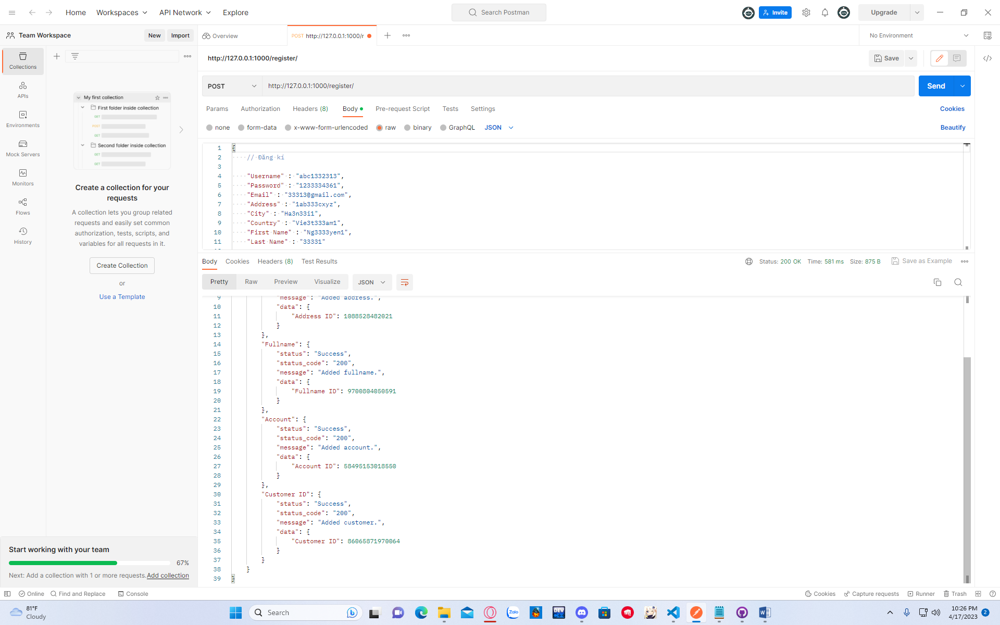 Home Workspaces API Network Explore Search Postman Invite Upgrade
Team Workspace New Import Overview POST http://127.0.0.1:1000/r No Environment
http://127.0.0.1:1000/register/ Save
POST http://127.0.0.1:1000/register/ Send
Params Authorization Headers (8) Body Pre-request Script Tests Settings Cookies
none form-data x-www-form-urlencoded raw binary GraphQL JSON Beautify
Collections
APIs
Environments
Mock Servers
Monitors
Flows
History
My first collection
First folder inside collection
GET
POST
GET
Second folder inside collection
GET
GET
Create a collection for your
requests
A collection lets you group related
requests and easily set common
authorization, tests, scripts, and
variables for all requests in it.
Create Collection
or
Use a Template
Start working with your team
67%
Next: Add a collection with 1 or more requests. Add collection
1 {
2 // Đăng kí
3
4 "Username" : "abc1332313",
5 "Password" : "1233334361",
6 "Email" : "33313@gmail.com",
7 "Address" : "1ab333cxyz",
8 "City" : "Ha3n33i1",
9 "Country" : "Vie3t333am1",
10 "First Name" : "Ng3333yen1",
11 "Last Name" : "33331"
Body Cookies Headers (8) Test Results Status: 200 OK Time: 581 ms Size: 875 B Save as Example
Pretty Raw Preview Visualize JSON
9 "message": "Added address.",
10 "data": {
11 "Address ID": 1088528482021
12 }
13 },
14 "Fullname": {
15 "status": "Success",
16 "status_code": "200",
17 "message": "Added fullname.",
18 "data": {
19 "Fullname ID": 9700804050591
20 }
21 },
22 "Account": {
23 "status": "Success",
24 "status_code": "200",
25 "message": "Added account.",
26 "data": {
27 "Account ID": 58495153018550
28 }
29 },
30 "Customer ID": {
31 "status": "Success",
32 "status_code": "200",
33 "message": "Added customer.",
34 "data": {
35 "Customer ID": 86065871970064
36 }
37 }
38 }
39 }
Online Find and Replace Console Cookies Capture requests Runner Trash
81°F
Cloudy
Search
Zalo
DEV
10:26 PM
4/17/2023
2